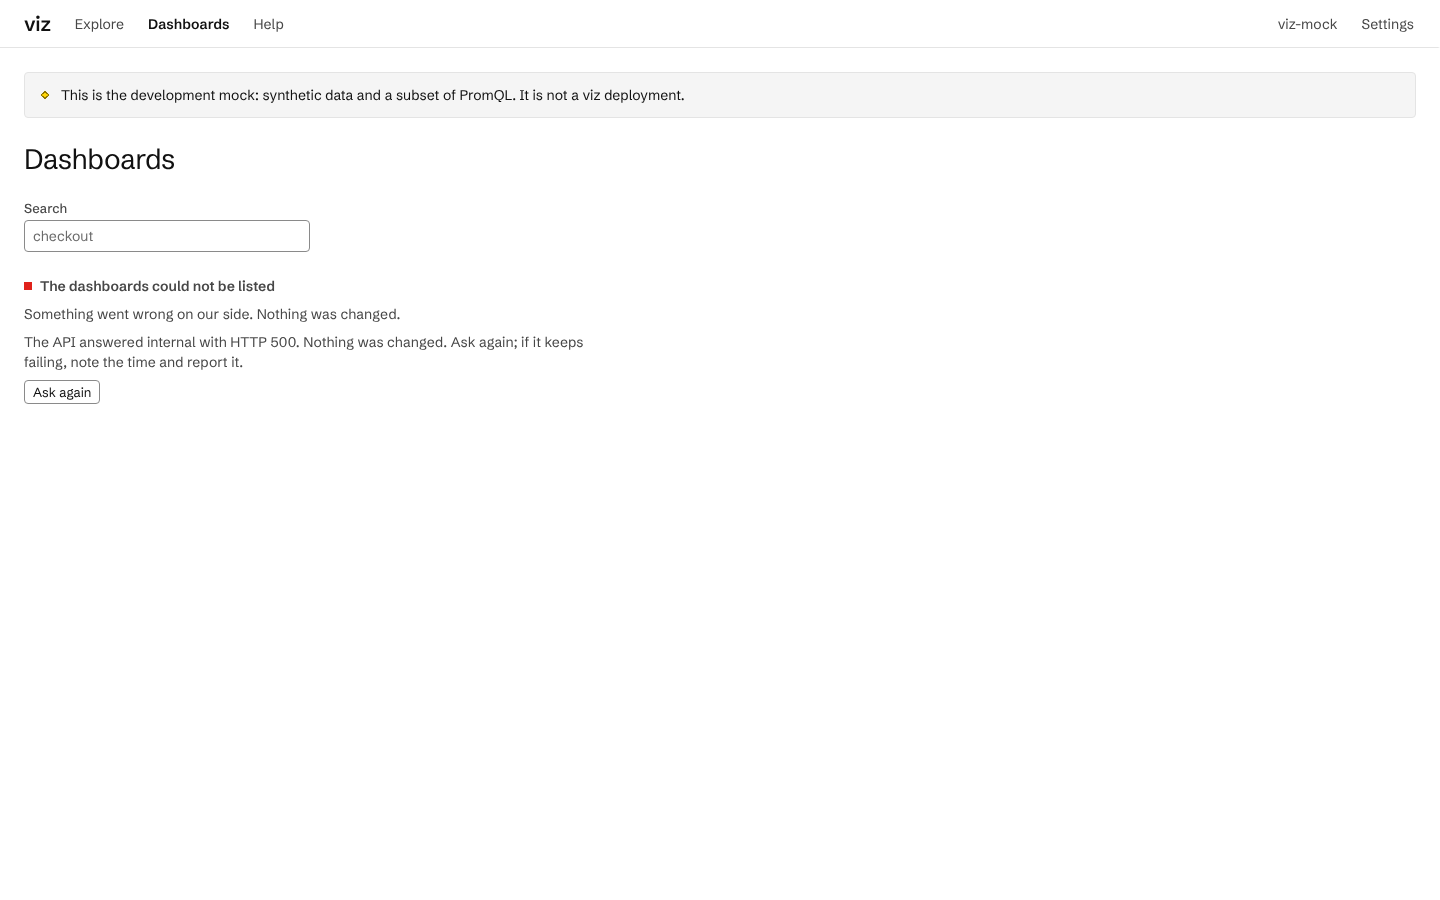 viz Explore Dashboards Help viz-mock Settings
This is the development mock: synthetic data and a subset of PromQL. It is not a viz deployment.
Dashboards
Search
checkout
The dashboards could not be listed
Something went wrong on our side. Nothing was changed.
The API answered internal with HTTP 500. Nothing was changed. Ask again; if it keeps
failing, note the time and report it.
Ask again